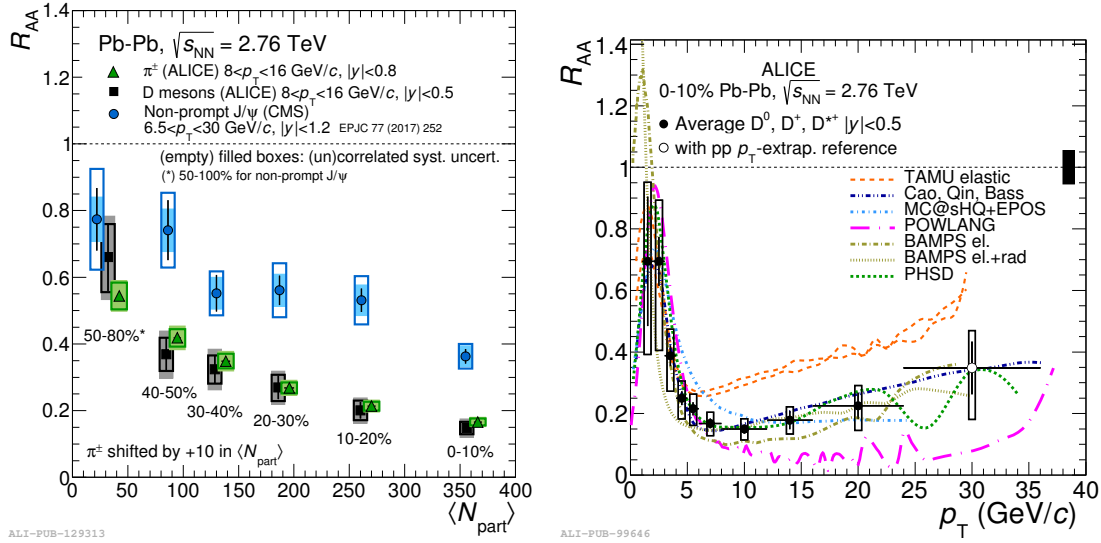 R_AA
1.4
1.2
1
0.8
0.6
0.4
0.2
0
Pb-Pb, √s_NN = 2.76 TeV
π± (ALICE) 8<p_T<16 GeV/c, |y|<0.8
D mesons (ALICE) 8<p_T<16 GeV/c, |y|<0.5
Non-prompt J/ψ (CMS)
6.5<p_T<30 GeV/c, |y|<1.2 EPJC 77 (2017) 252
(empty) filled boxes: (un)correlated syst. uncert.
(*) 50-100% for non-prompt J/ψ
50-80%*
40-50%
30-40%
20-30%
10-20%
0-10%
π± shifted by +10 in ⟨N_part⟩
0 50 100 150 200 250 300 350 400
⟨N_part⟩
ALI-PUB-129313
R_AA
1.4
1.2
1
0.8
0.6
0.4
0.2
0
ALICE
0-10% Pb-Pb, √s_NN = 2.76 TeV
Average D⁰, D⁺, D*⁺ |y|<0.5
with pp p_T-extrap. reference
TAMU elastic
Cao, Qin, Bass
MC@sHQ+EPOS
POWLANG
BAMPS el.
BAMPS el.+rad
PHSD
0 5 10 15 20 25 30 35 40
p_T (GeV/c)
ALI-PUB-99646